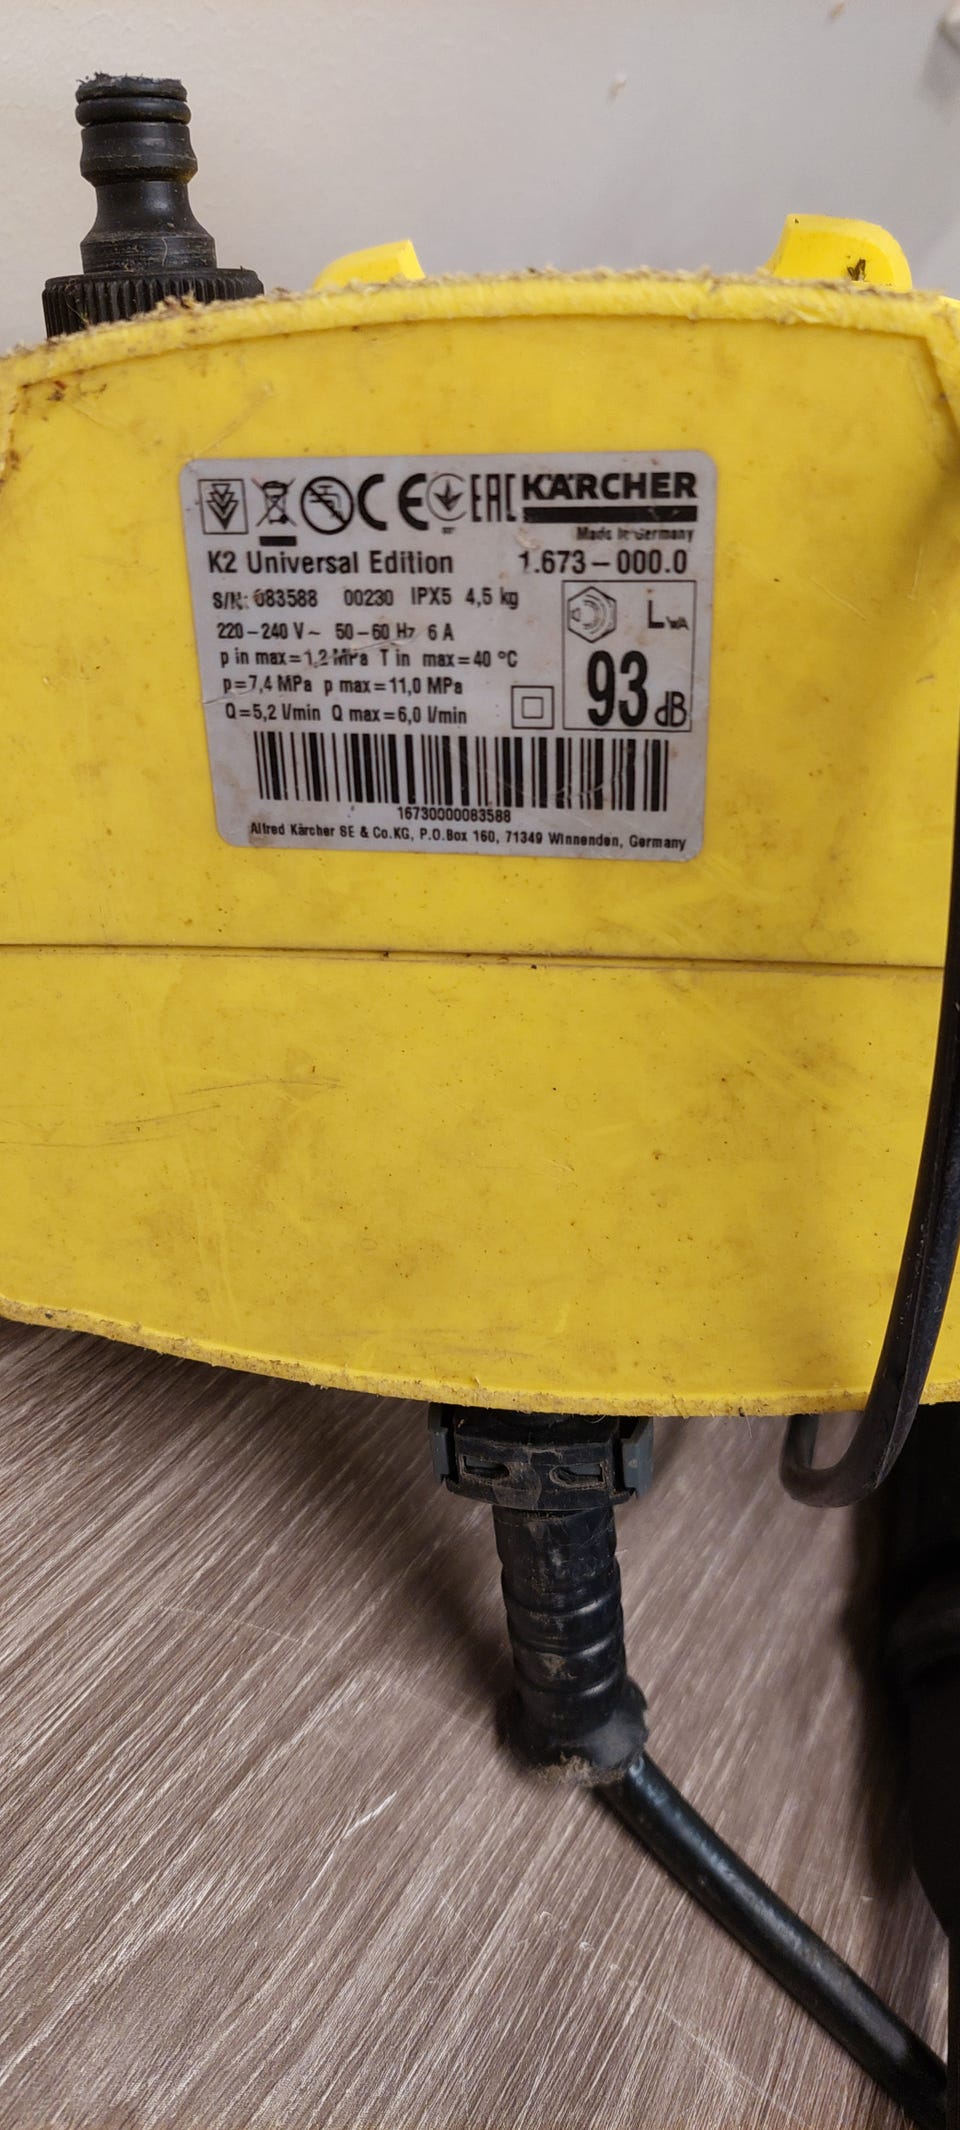 CE EAC KÄRCHER
Made in Germany
K2 Universal Edition 1.673-000.0
S/N: 083588 00230 IPX5 4,5 kg
220-240 V~ 50-60 Hz 6 A
p in max=1,2 MPa T in max=40 °C
p=7,4 MPa p max=11,0 MPa
Q=5,2 l/min Q max=6,0 l/min
LWA
93 dB
16730000083588
Alfred Kärcher SE & Co.KG, P.O.Box 160, 71349 Winnenden, Germany